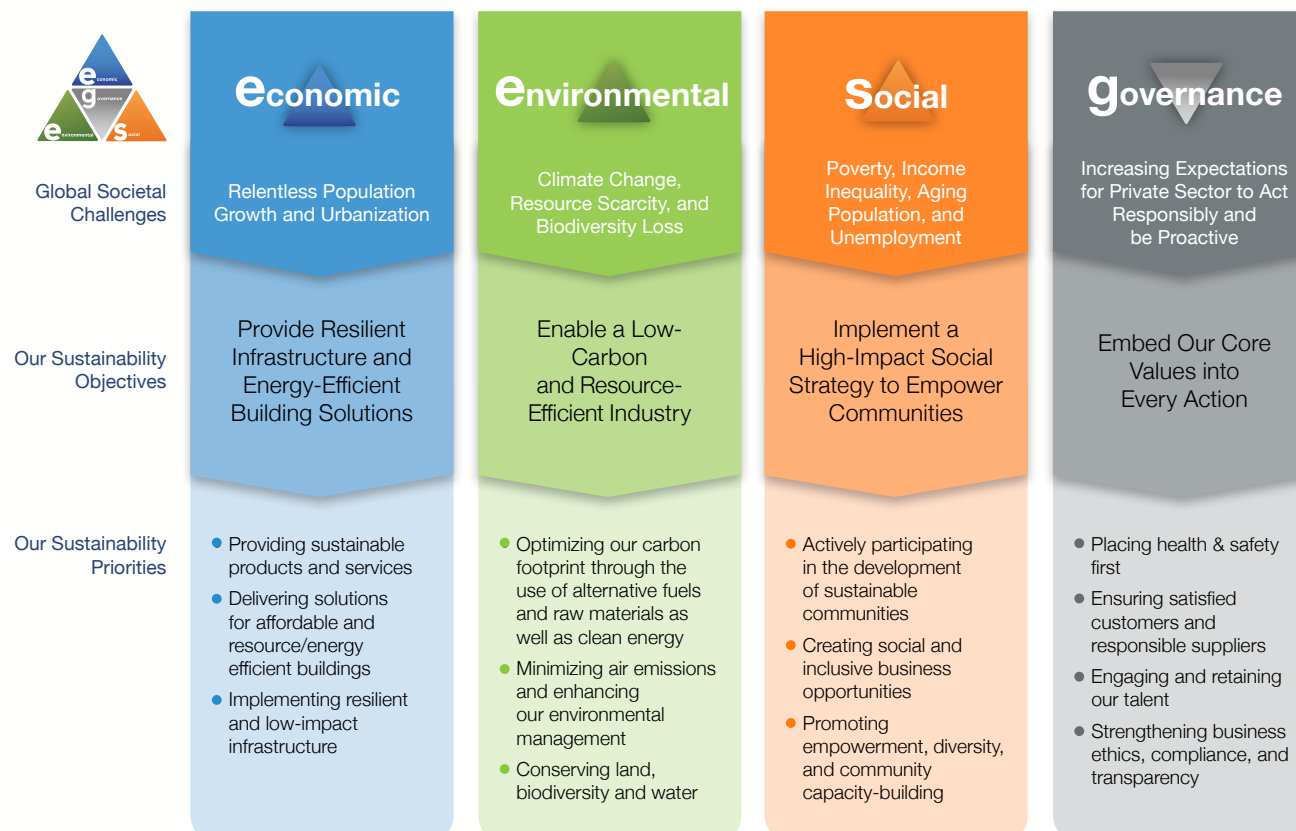 economic
governance
environmental
social
economic
environmental
social
governance
Global Societal
Challenges
Relentless Population
Growth and Urbanization
Climate Change,
Resource Scarcity, and
Biodiversity Loss
Poverty, Income
Inequality, Aging
Population, and
Unemployment
Increasing Expectations
for Private Sector to Act
Responsibly and
be Proactive
Our Sustainability
Objectives
Provide Resilient
Infrastructure and
Energy-Efficient
Building Solutions
Enable a Low-
Carbon
and Resource-
Efficient Industry
Implement a
High-Impact Social
Strategy to Empower
Communities
Embed Our Core
Values into
Every Action
Our Sustainability
Priorities
• Providing sustainable
products and services
• Delivering solutions
for affordable and
resource/energy
efficient buildings
• Implementing resilient
and low-impact
infrastructure
• Optimizing our carbon
footprint through the
use of alternative fuels
and raw materials as
well as clean energy
• Minimizing air emissions
and enhancing
our environmental
management
• Conserving land,
biodiversity and water
• Actively participating
in the development
of sustainable
communities
• Creating social and
inclusive business
opportunities
• Promoting
empowerment, diversity,
and community
capacity-building
• Placing health & safety
first
• Ensuring satisfied
customers and
responsible suppliers
• Engaging and retaining
our talent
• Strengthening business
ethics, compliance, and
transparency